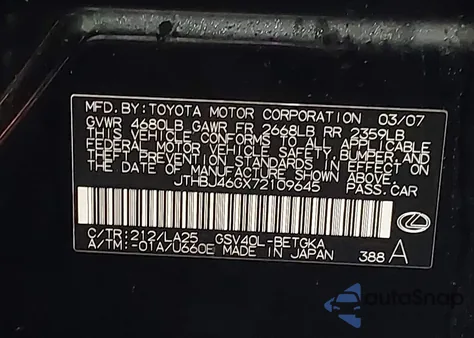 MFD. BY: TOYOTA MOTOR CORPORATION 03/07
GVWR 4680LB GAWR FR 2668LB RR 2359LB
THIS VEHICLE CONFORMS TO ALL APPLICABLE
FEDERAL MOTOR VEHICLE SAFETY, BUMPER, AND
THEFT PREVENTION STANDARDS IN EFFECT ON
THE DATE OF MANUFACTURE SHOWN ABOVE.
JTHBJ46GX72109645 PASS.CAR
C/TR:212/LA25 GSV40L-BETGKA
A/TM:-01A/U660E MADE IN JAPAN 388 A
autoSnap